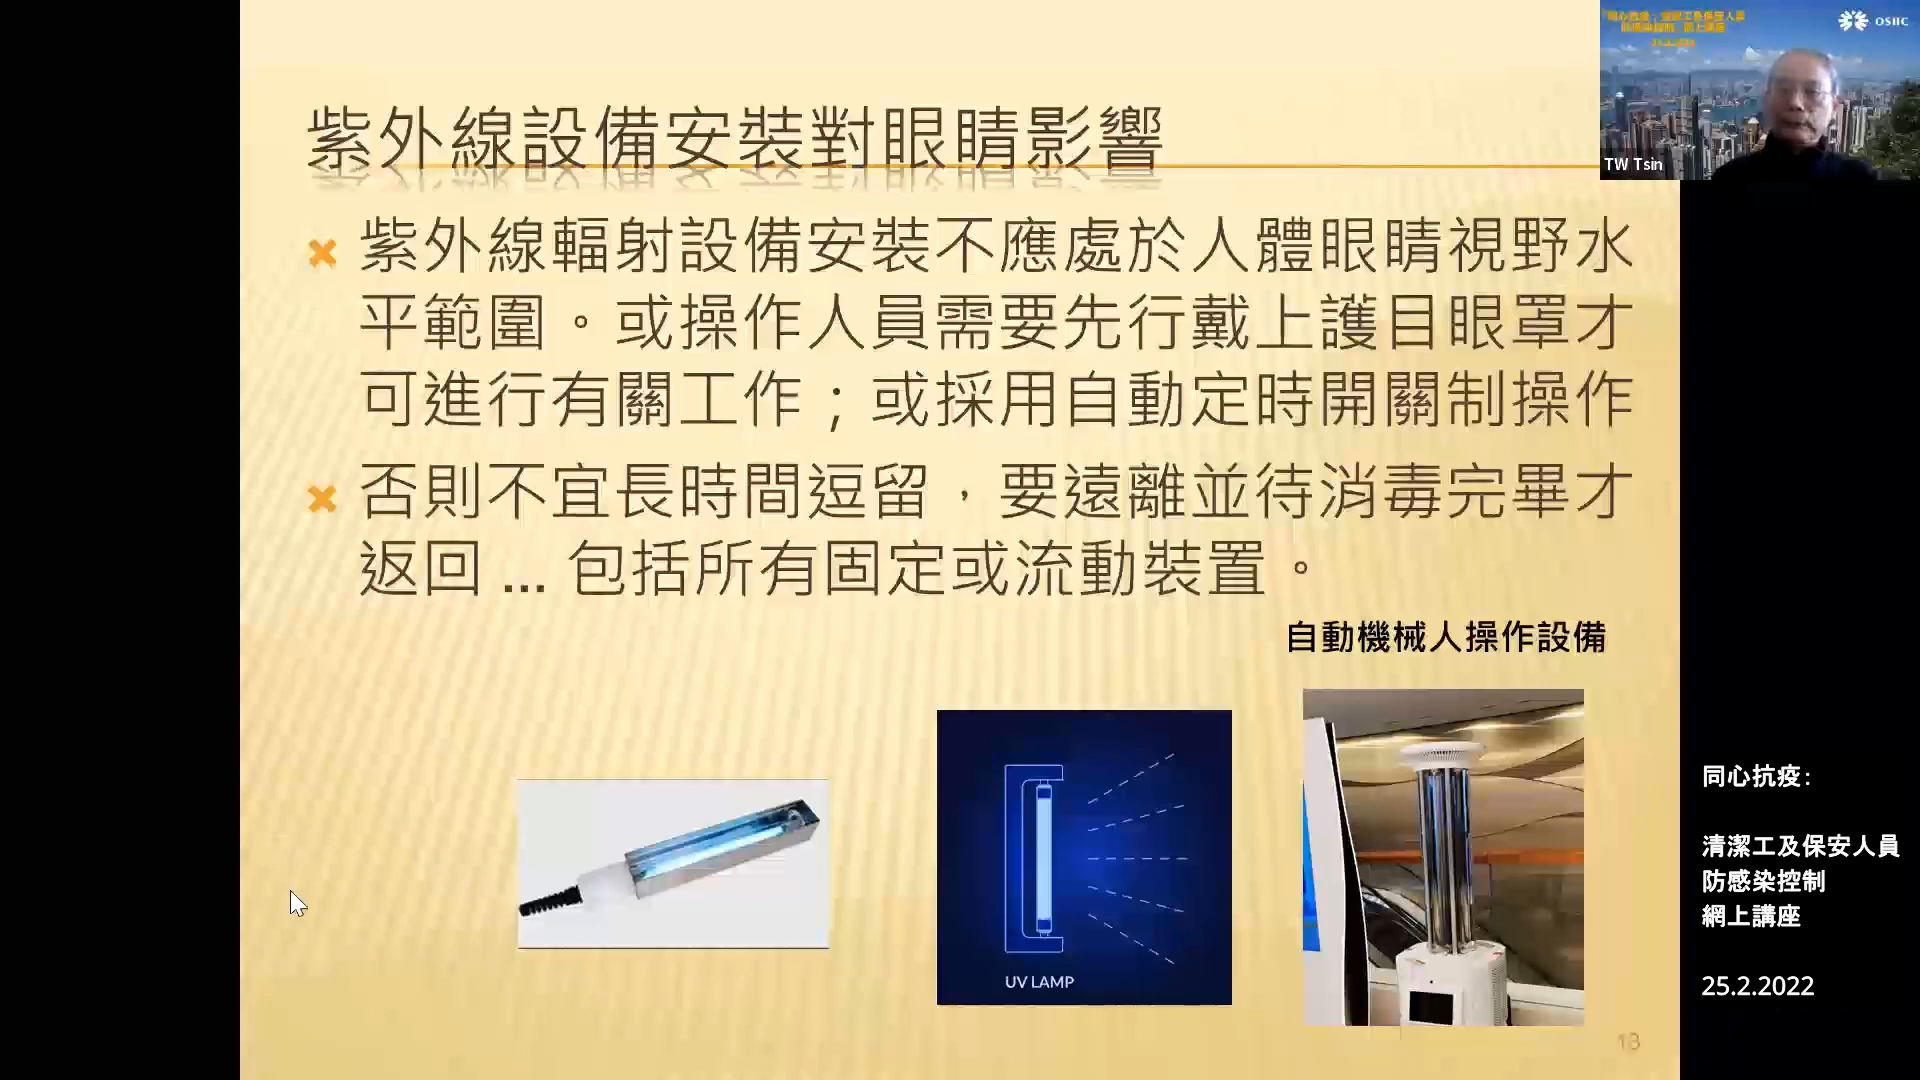 紫外線設備安裝對眼睛影響
紫外線輻射設備安裝不應處於人體眼睛視野水
平範圍。或操作人員需要先行戴上護目眼罩才
可進行有關工作；或採用自動定時開關制操作
否則不宜長時間逗留，要遠離並待消毒完畢才
返回 ... 包括所有固定或流動裝置。
自動機械人操作設備
UV LAMP
13
OSHC
TW Tsin
同心抗疫：
清潔工及保安人員
防感染控制
網上講座
25.2.2022